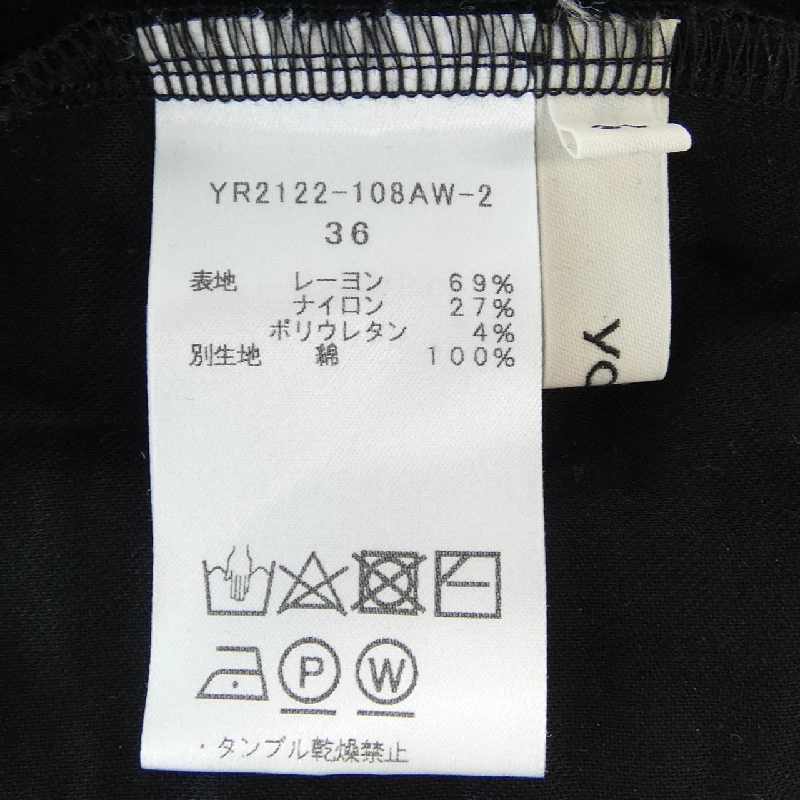 YR2122-108AW-2
36
表地 レーヨン 69%
ナイロン 27%
ポリウレタン 4%
別生地 綿 100%
P W
・タンブル乾燥禁止
YO